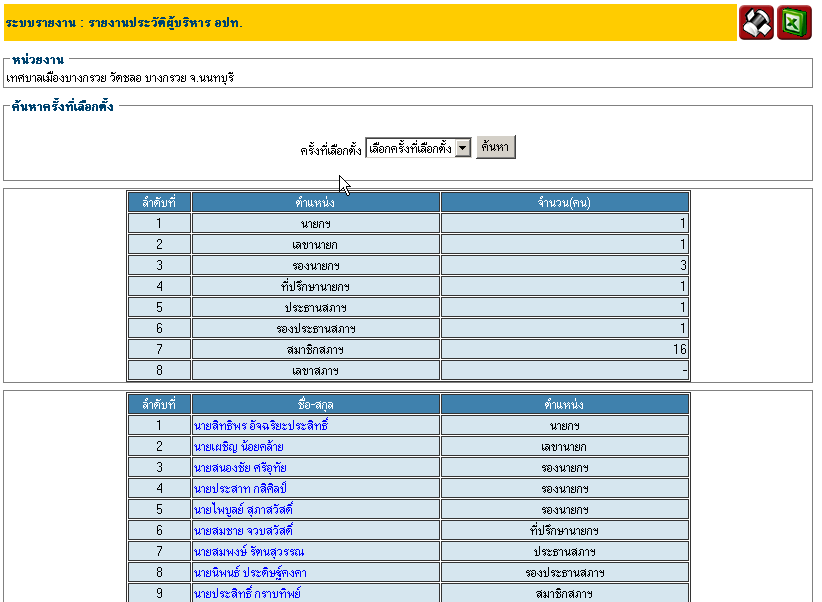 ระบบรายงาน : รายงานประวัติผู้บริหาร อปท.
หน่วยงาน
เทศบาลเมืองบางกรวย วัดชลอ บางกรวย จ.นนทบุรี
ค้นหาครั้งที่เลือกตั้ง
ครั้งที่เลือกตั้ง เลือกครั้งที่เลือกตั้ง ค้นหา
ลำดับที่ ตำแหน่ง จำนวน(คน)
1 นายกฯ 1
2 เลขานายก 1
3 รองนายกฯ 3
4 ที่ปรึกษานายกฯ 1
5 ประธานสภาฯ 1
6 รองประธานสภาฯ 1
7 สมาชิกสภาฯ 16
8 เลขาสภาฯ -
ลำดับที่ ชื่อ-สกุล ตำแหน่ง
1 นายสิทธิพร อัจฉริยะประสิทธิ์ นายกฯ
2 นายเผชิญ น้อยคล้าย เลขานายก
3 นายสนองชัย ศรีอุทัย รองนายกฯ
4 นายประสาท กสิศิลป์ รองนายกฯ
5 นายไพบูลย์ สุภาสวัสดิ์ รองนายกฯ
6 นายสมชาย จวบสวัสดิ์ ที่ปรึกษานายกฯ
7 นายสมพงษ์ รัตนสุวรรณ ประธานสภาฯ
8 นายนิพนธ์ ประดิษฐ์คงคา รองประธานสภาฯ
9 นายประสิทธิ์ กราบทิพย์ สมาชิกสภาฯ